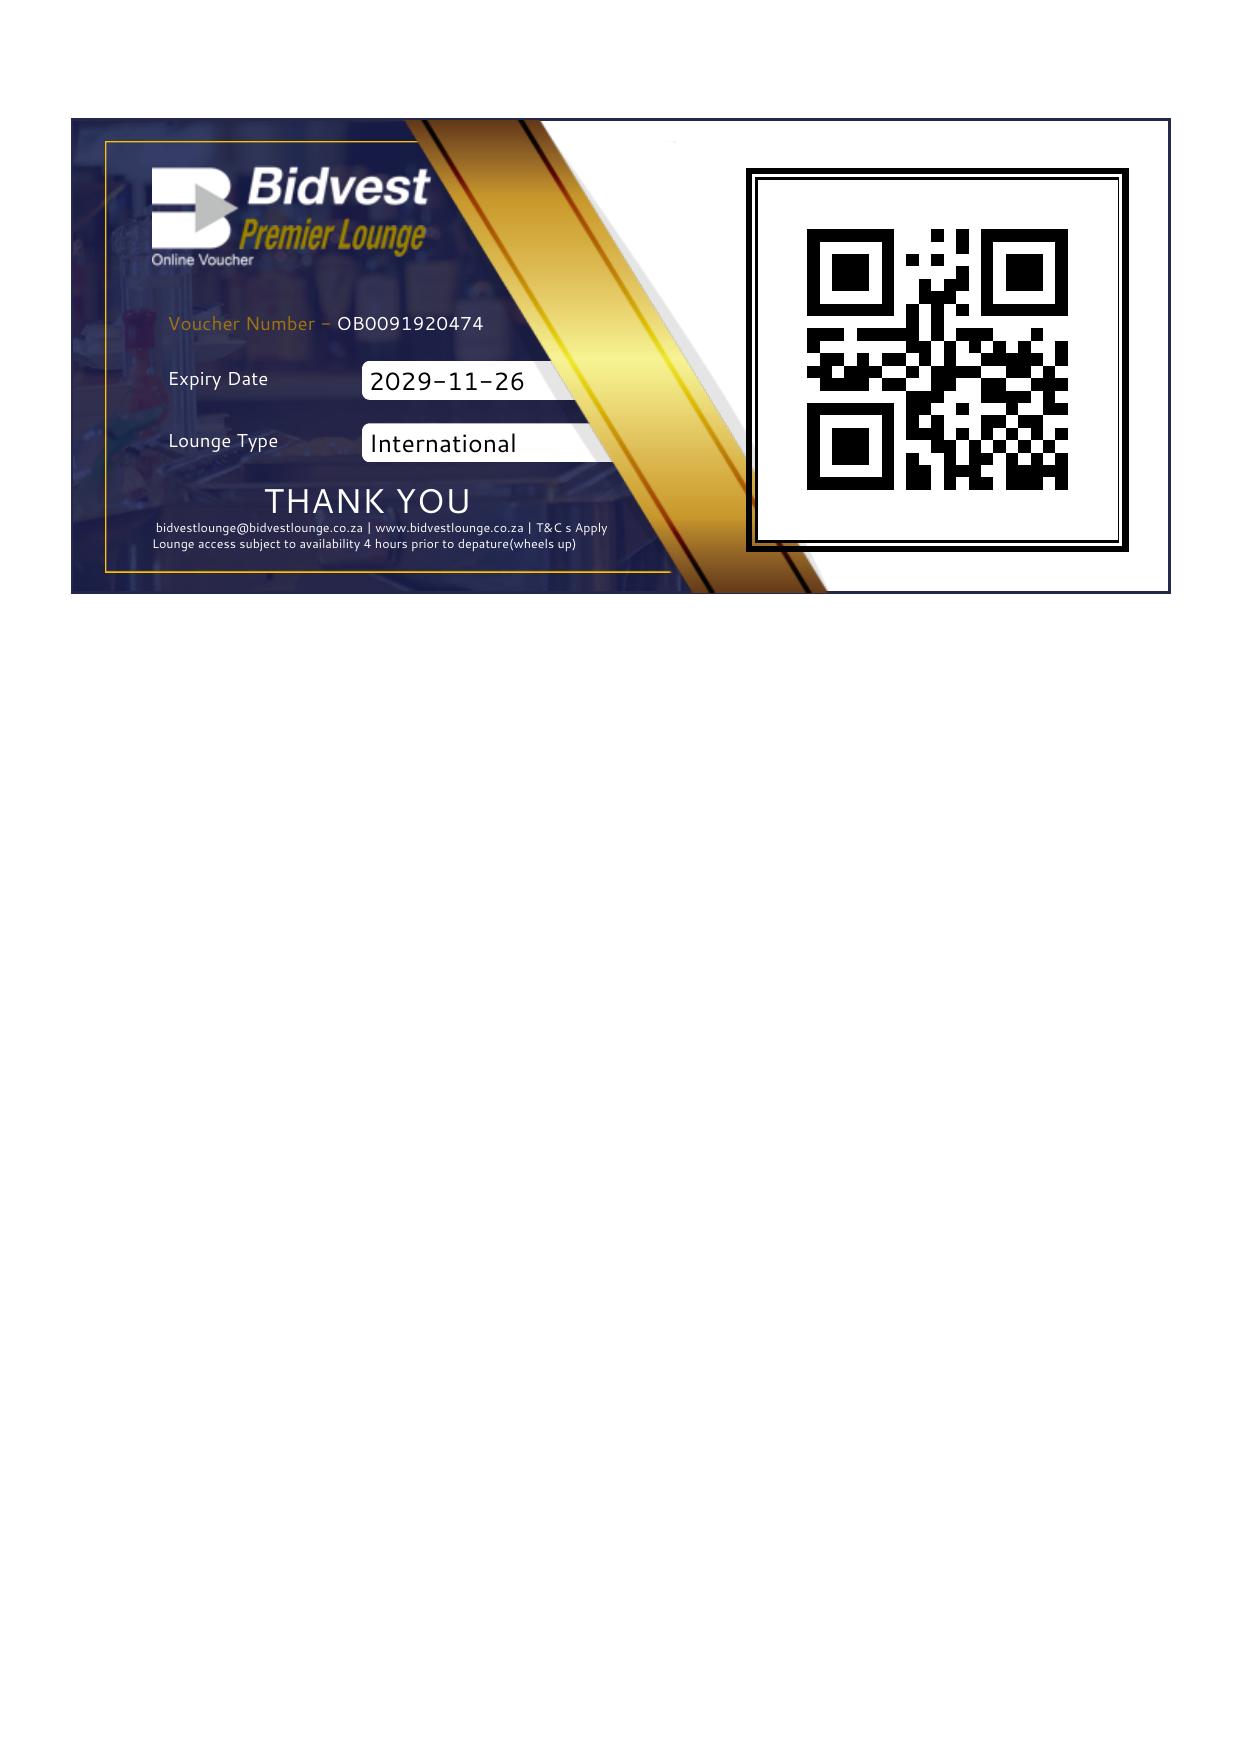 Bidvest
Premier Lounge
Online Voucher
Voucher Number - OB0091920474
Expiry Date 2029-11-26
Lounge Type International
THANK YOU
bidvestlounge@bidvestlounge.co.za | www.bidvestlounge.co.za | T&C s Apply
Lounge access subject to availability 4 hours prior to depature(wheels up)